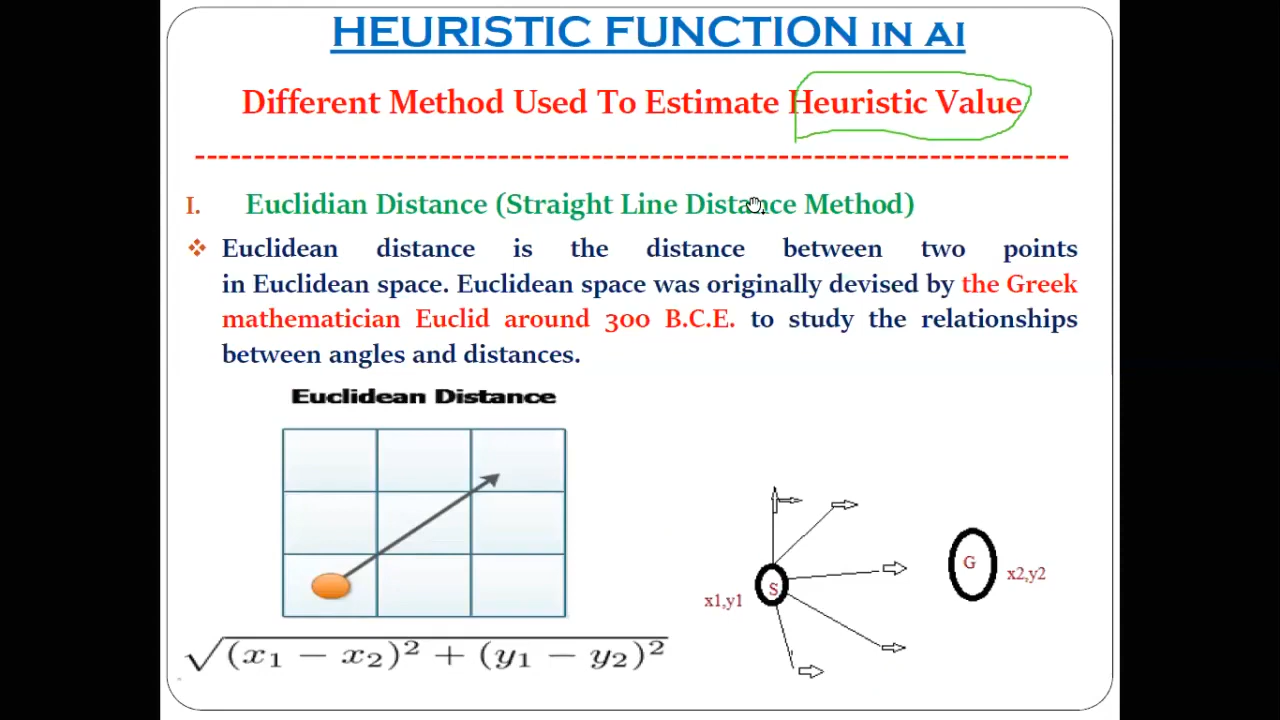 HEURISTIC FUNCTION IN AI
Different Method Used To Estimate Heuristic Value
I. Euclidian Distance (Straight Line Distance Method)
Euclidean distance is the distance between two points
in Euclidean space. Euclidean space was originally devised by the Greek
mathematician Euclid around 300 B.C.E. to study the relationships
between angles and distances.
Euclidean Distance
√(x₁ − x₂)² + (y₁ − y₂)²
S
x1,y1
G
x2,y2